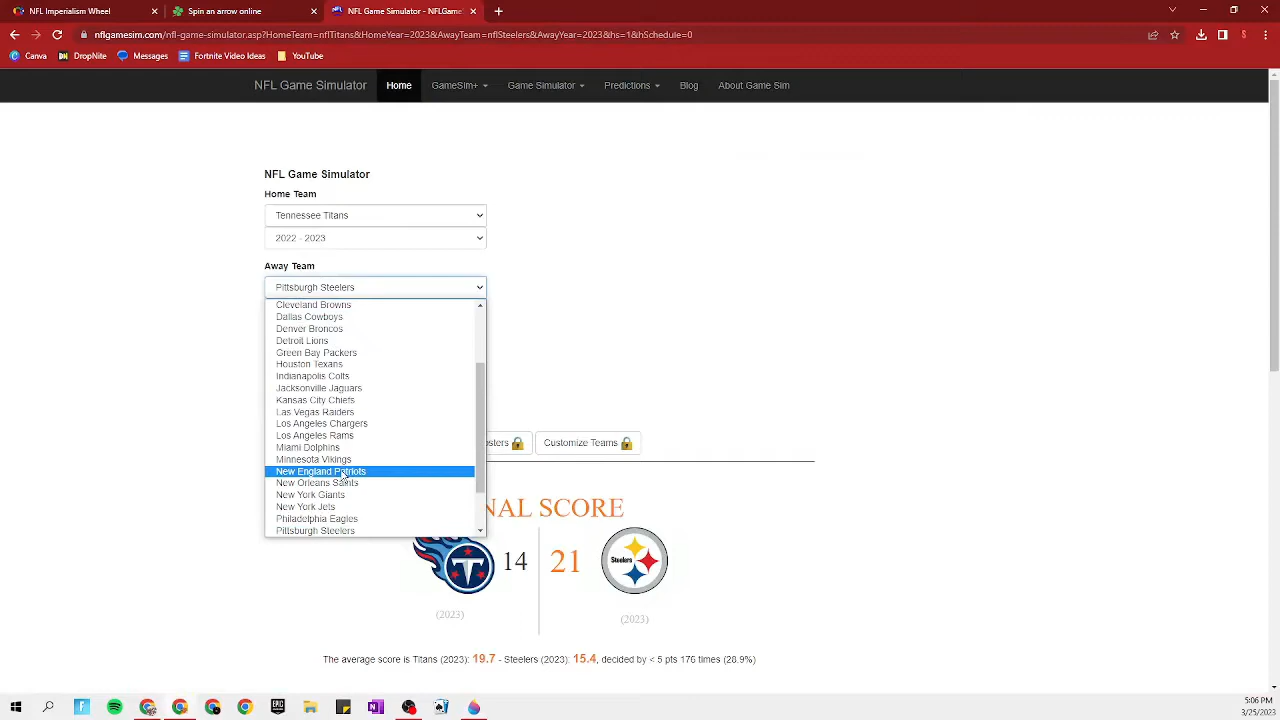 NFL Imperialism Wheel
Spin an arrow online
NFL Game Simulator - NFLGame
nflgamesim.com/nfl-game-simulator.asp?HomeTeam=nflTitans&HomeYear=2023&AwayTeam=nflSteelers&AwayYear=2023&hs=1&hSchedule=0
Canva
DropNite
Messages
Fortnite Video Ideas
YouTube
NFL Game Simulator
Home
GameSim+
Game Simulator
Predictions
Blog
About Game Sim
NFL Game Simulator
Home Team
Tennessee Titans
2022 - 2023
Away Team
Pittsburgh Steelers
Cleveland Browns
Dallas Cowboys
Denver Broncos
Detroit Lions
Green Bay Packers
Houston Texans
Indianapolis Colts
Jacksonville Jaguars
Kansas City Chiefs
Las Vegas Raiders
Los Angeles Chargers
Los Angeles Rams
Miami Dolphins
Minnesota Vikings
New England Patriots
New Orleans Saints
New York Giants
New York Jets
Philadelphia Eagles
Pittsburgh Steelers
sters
Customize Teams
NAL SCORE
14
21
Steelers
(2023)
(2023)
The average score is Titans (2023): 19.7 - Steelers (2023): 15.4, decided by < 5 pts 176 times (28.9%)
5:06 PM
3/25/2023